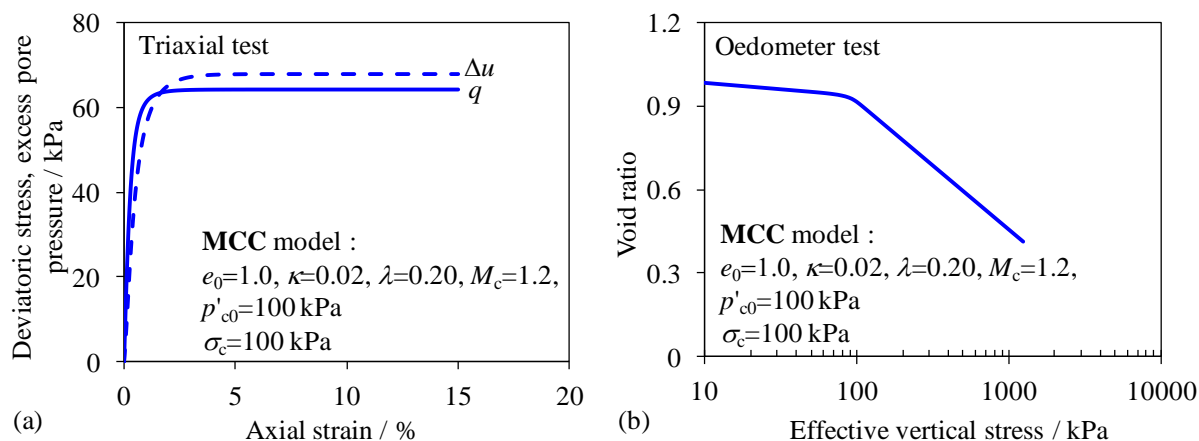 80
60
40
20
0
0 5 10 15 20
Deviatoric stress, excess pore
pressure / kPa
Triaxial test
Δu
q
MCC model :
e0=1.0, κ=0.02, λ=0.20, Mc=1.2,
p'c0=100 kPa
σc=100 kPa
(a)
Axial strain / %
1.2
0.9
0.6
0.3
0
10 100 1000 10000
Void ratio
Oedometer test
MCC model :
e0=1.0, κ=0.02, λ=0.20, Mc=1.2,
p'c0=100 kPa
σc=100 kPa
(b)
Effective vertical stress / kPa